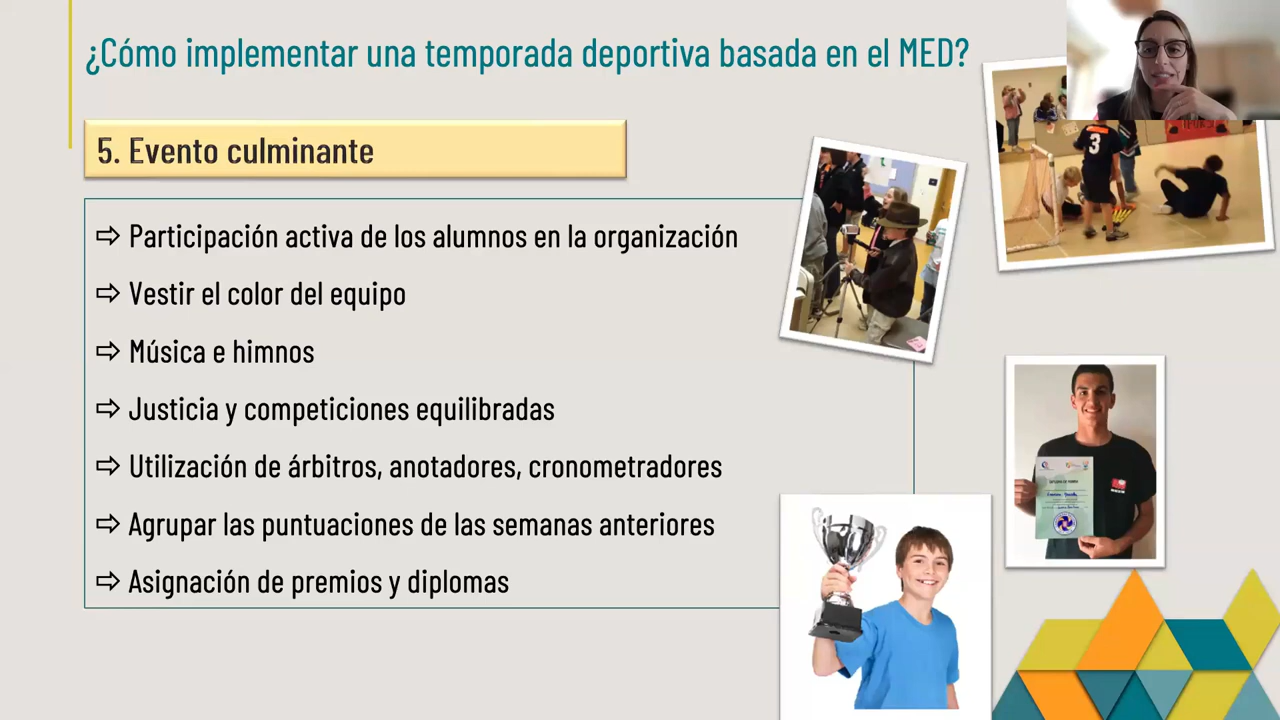 ¿Cómo implementar una temporada deportiva basada en el MED?
5. Evento culminante
⇨ Participación activa de los alumnos en la organización
⇨ Vestir el color del equipo
⇨ Música e himnos
⇨ Justicia y competiciones equilibradas
⇨ Utilización de árbitros, anotadores, cronometradores
⇨ Agrupar las puntuaciones de las semanas anteriores
⇨ Asignación de premios y diplomas
3